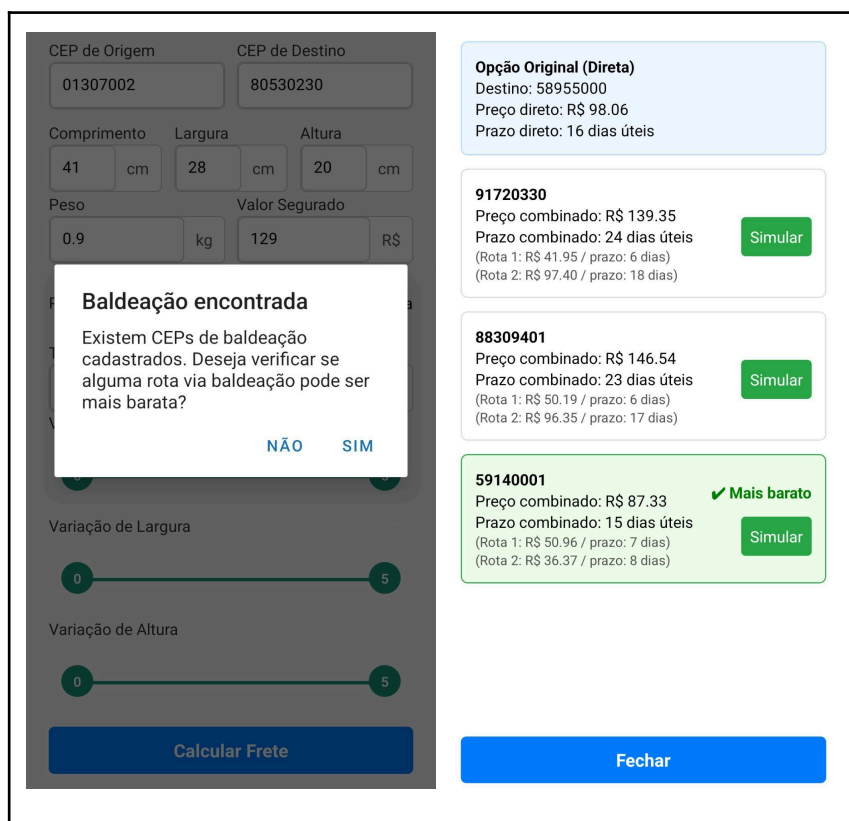 CEP de Origem CEP de Destino
01307002 80530230
Comprimento Largura Altura
41 cm 28 cm 20 cm
Peso Valor Segurado
0.9 kg 129 R$
Baldeação encontrada
Existem CEPs de baldeação
cadastrados. Deseja verificar se
alguma rota via baldeação pode ser
mais barata?
NÃO SIM
Variação de Largura
0 5
Variação de Altura
0 5
Calcular Frete
Opção Original (Direta)
Destino: 58955000
Preço direto: R$ 98.06
Prazo direto: 16 dias úteis
91720330
Preço combinado: R$ 139.35
Prazo combinado: 24 dias úteis
(Rota 1: R$ 41.95 / prazo: 6 dias)
(Rota 2: R$ 97.40 / prazo: 18 dias)
Simular
88309401
Preço combinado: R$ 146.54
Prazo combinado: 23 dias úteis
(Rota 1: R$ 50.19 / prazo: 6 dias)
(Rota 2: R$ 96.35 / prazo: 17 dias)
Simular
59140001
Preço combinado: R$ 87.33
✔ Mais barato
Prazo combinado: 15 dias úteis
(Rota 1: R$ 50.96 / prazo: 7 dias)
(Rota 2: R$ 36.37 / prazo: 8 dias)
Simular
Fechar